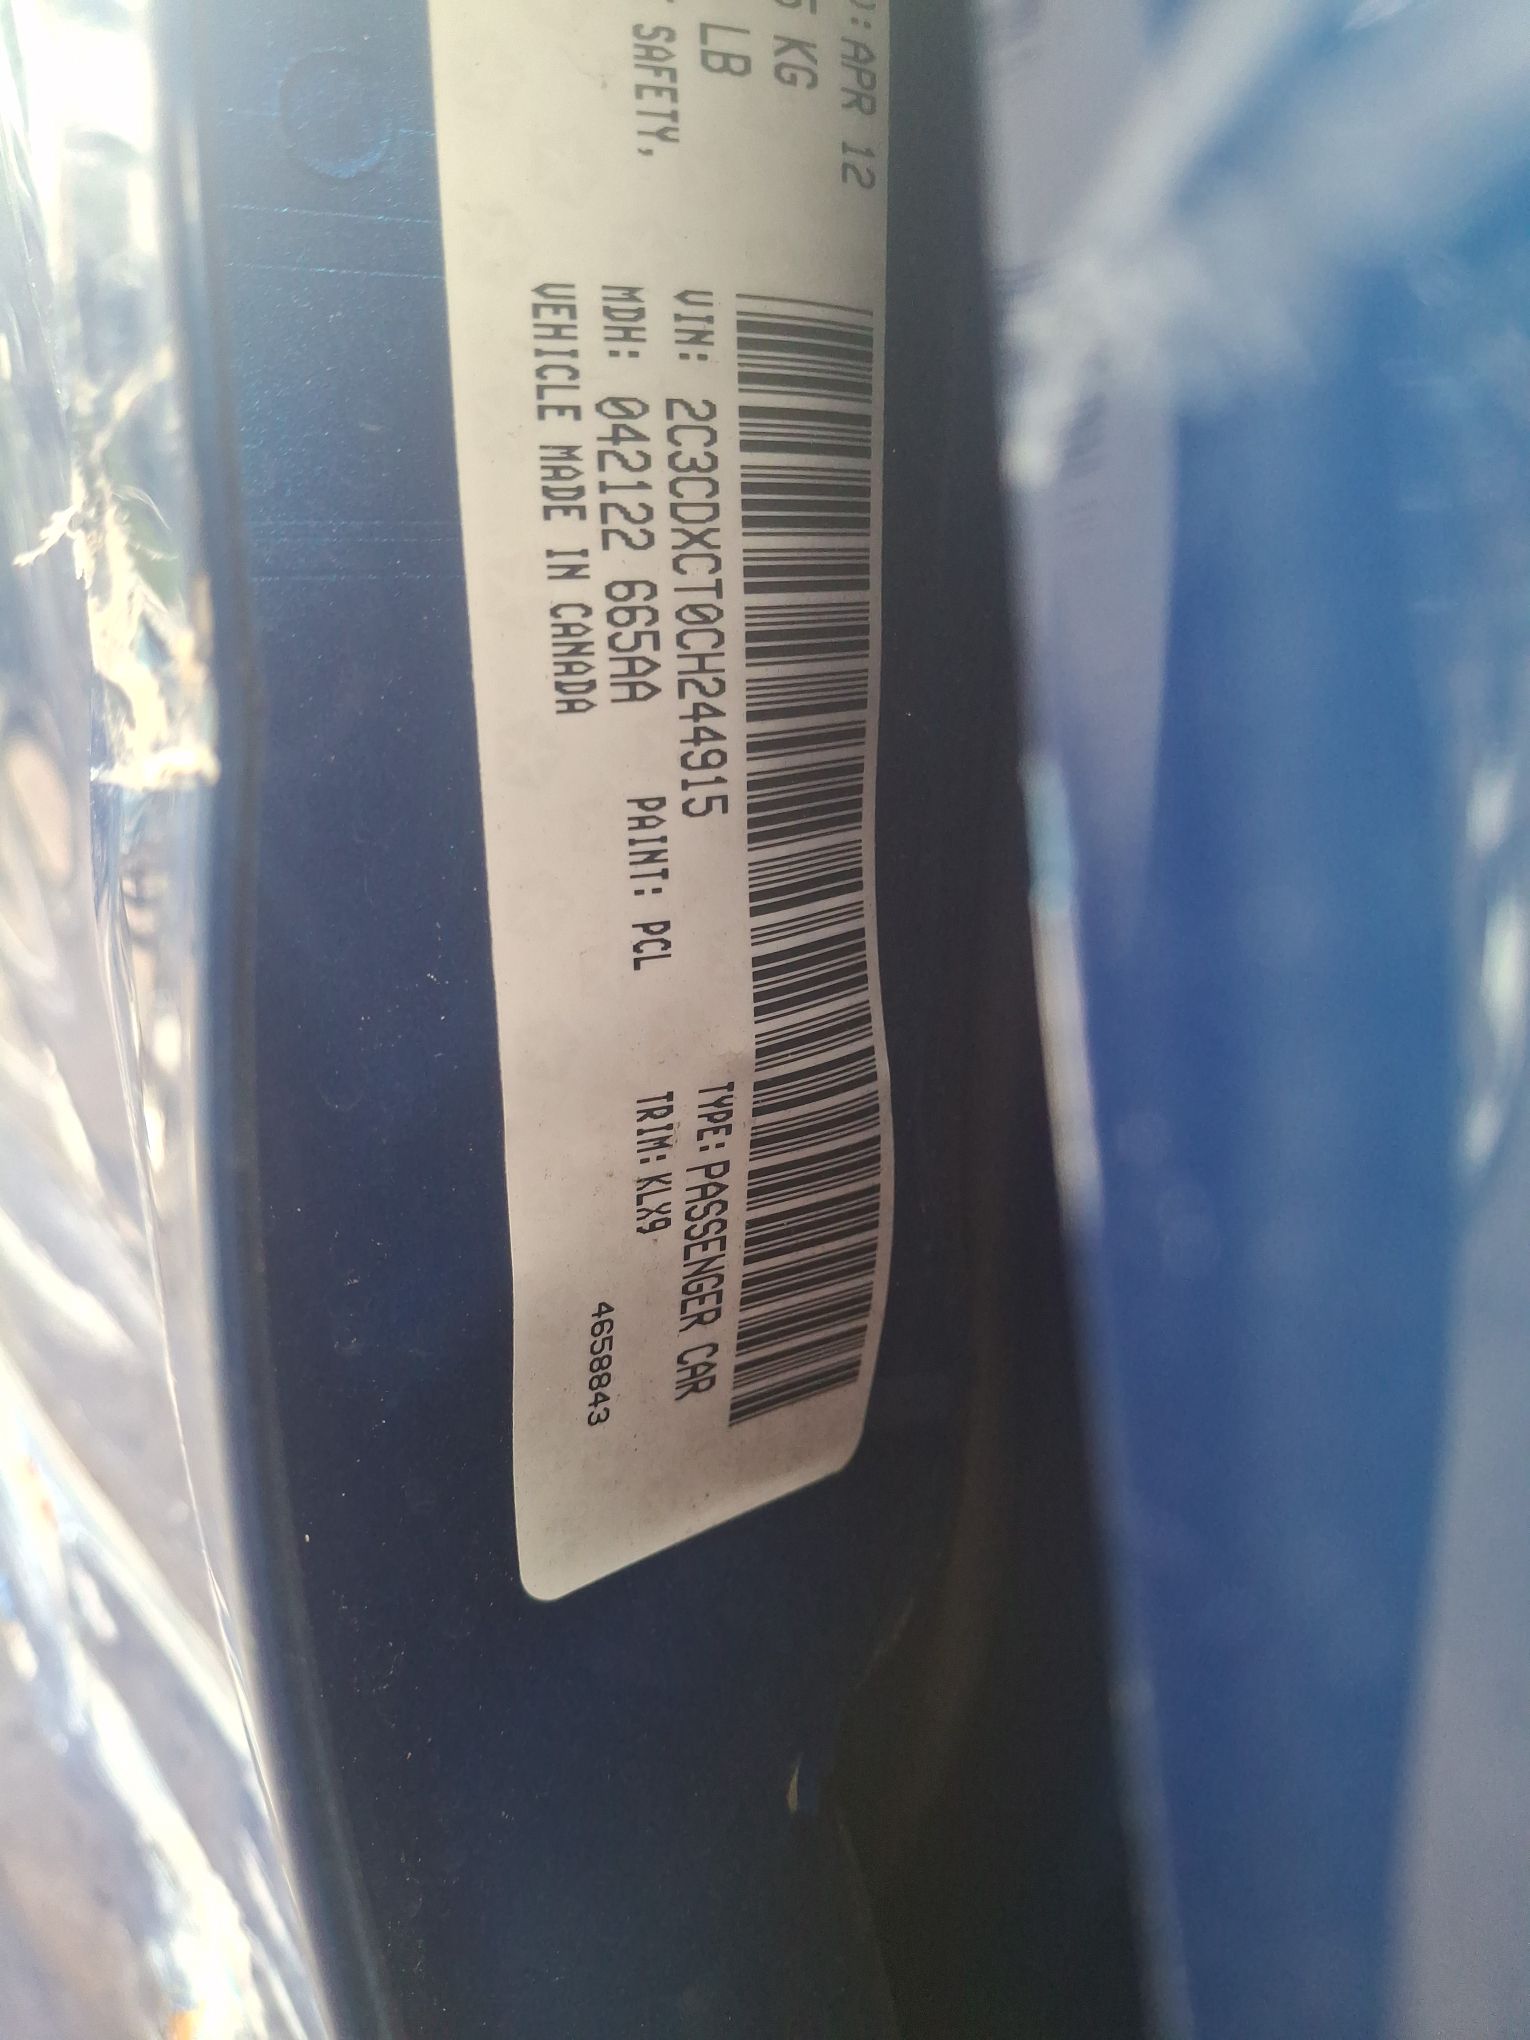 D: APR 12
5 KG
LB
SAFETY,
VIN: 2C3CDXCT0CH244915 TYPE: PASSENGER CAR
MDH: 042122 665AA PAINT: PCL TRIM: KLX9
VEHICLE MADE IN CANADA
4658843